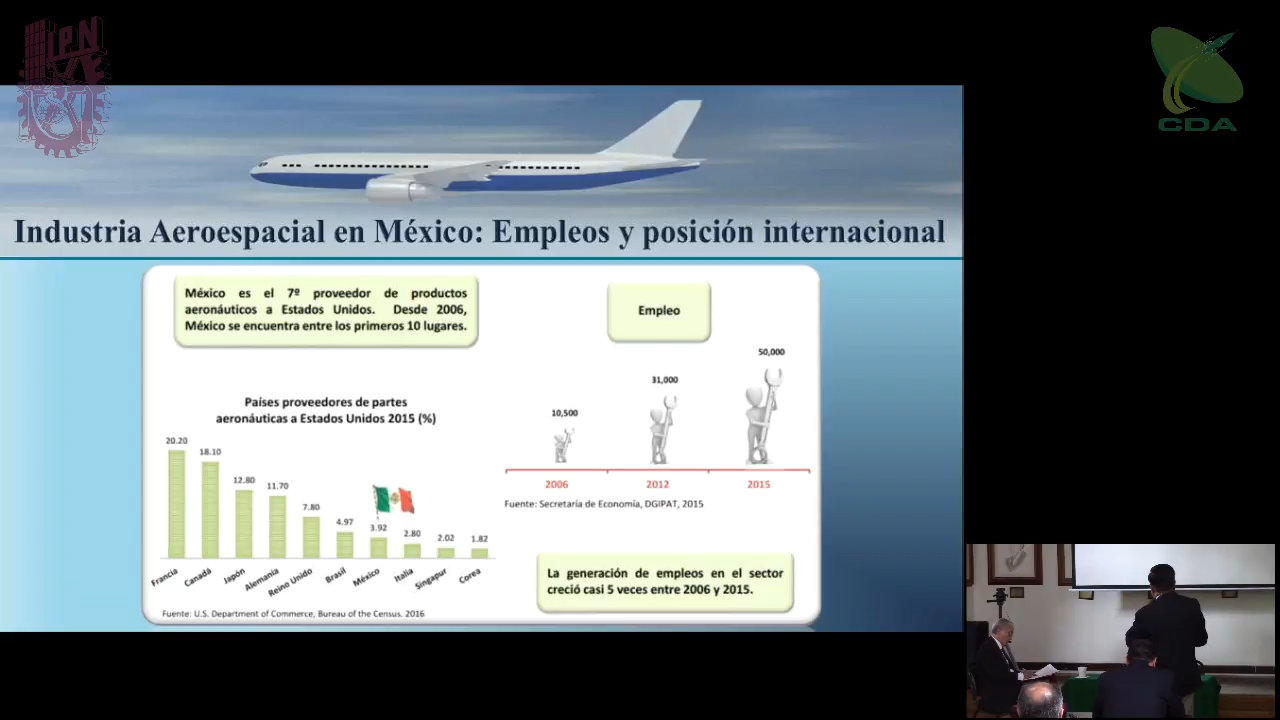 IPN
CDA
Industria Aeroespacial en México: Empleos y posición internacional
México es el 7º proveedor de productos
aeronáuticos a Estados Unidos. Desde 2006,
México se encuentra entre los primeros 10 lugares.
Países proveedores de partes
aeronáuticas a Estados Unidos 2015 (%)
20.20
18.10
12.80
11.70
7.80
4.97
3.92
2.80
2.02
1.82
Francia
Canadá
Japón
Alemania
Reino Unido
Brasil
México
Italia
Singapur
Corea
Fuente: U.S. Department of Commerce, Bureau of the Census. 2016
Empleo
10,500
31,000
50,000
2006
2012
2015
Fuente: Secretaría de Economía, DGIPAT, 2015
La generación de empleos en el sector
creció casi 5 veces entre 2006 y 2015.